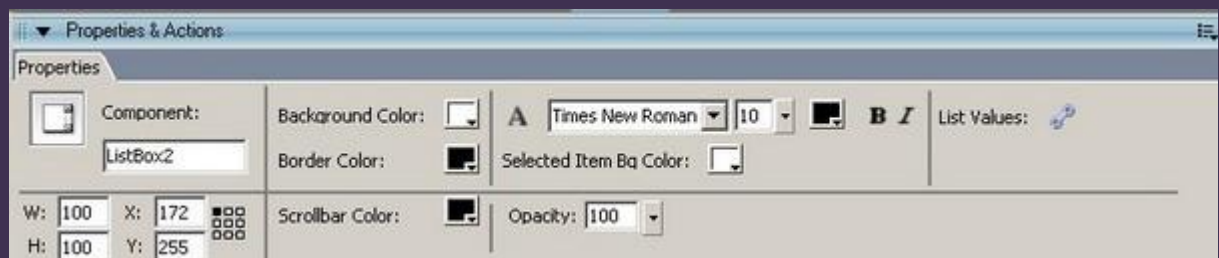 Properties & Actions
Properties
Component:
ListBox2
Background Color:
Border Color:
A Times New Roman 10 B I
Selected Item Bg Color:
List Values:
W: 100 X: 172
H: 100 Y: 255
Scrollbar Color:
Opacity: 100